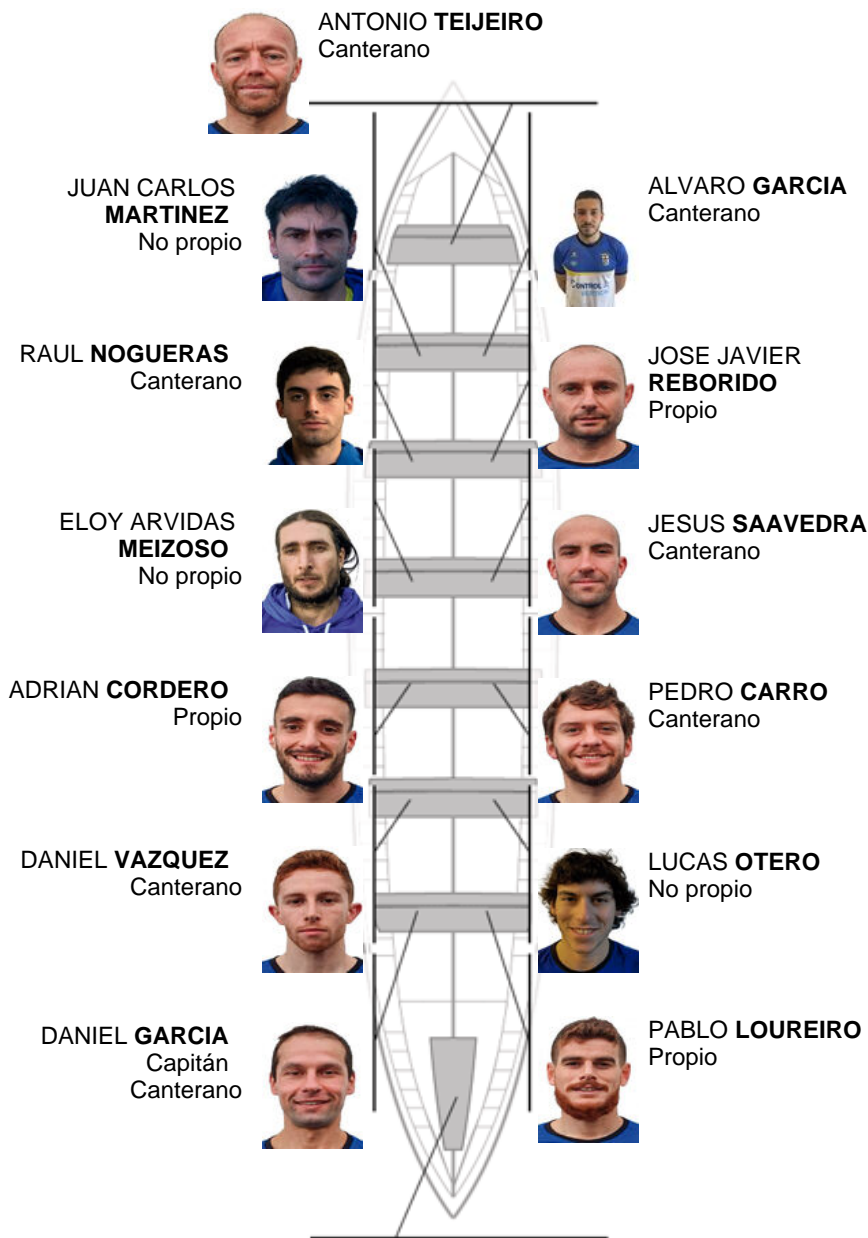 ANTONIO TEIJEIRO
Canterano
JUAN CARLOS
MARTINEZ
No propio
ALVARO GARCIA
Canterano
RAUL NOGUERAS
Canterano
JOSE JAVIER
REBORIDO
Propio
ELOY ARVIDAS
MEIZOSO
No propio
JESUS SAAVEDRA
Canterano
ADRIAN CORDERO
Propio
PEDRO CARRO
Canterano
DANIEL VAZQUEZ
Canterano
LUCAS OTERO
No propio
DANIEL GARCIA
Capitán
Canterano
PABLO LOUREIRO
Propio